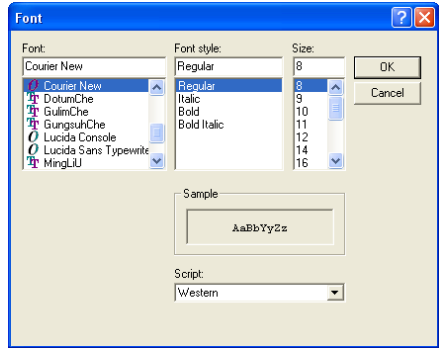 Font
Font:
Font style:
Size:
Courier New
Regular
8
OK
Cancel
Courier New
DotumChe
GulimChe
GungsuhChe
Lucida Console
Lucida Sans Typewrite
MingLiU
Regular
Italic
Bold
Bold Italic
8
9
10
11
12
14
16
Sample
AaBbYyZz
Script:
Western